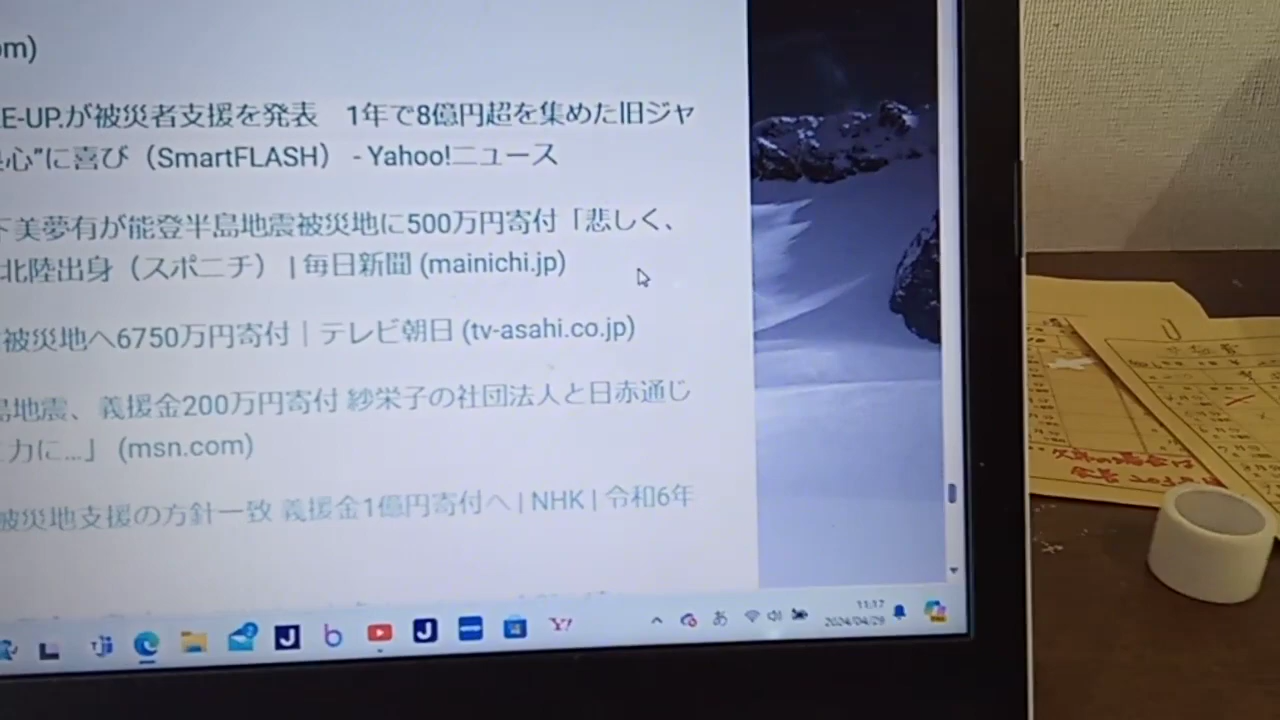 om)
E-UP.が被災者支援を発表　1年で8億円超を集めた旧ジャ
心"に喜び（SmartFLASH） - Yahoo!ニュース
下美夢有が能登半島地震被災地に500万円寄付「悲しく、
北陸出身（スポニチ） | 毎日新聞 (mainichi.jp)
被災地へ6750万円寄付｜テレビ朝日 (tv-asahi.co.jp)
島地震、義援金200万円寄付 紗栄子の社団法人と日赤通じ
力に...」 (msn.com)
被災地支援の方針一致 義援金1億円寄付へ | NHK | 令和6年
あ
11:17
2024/04/29